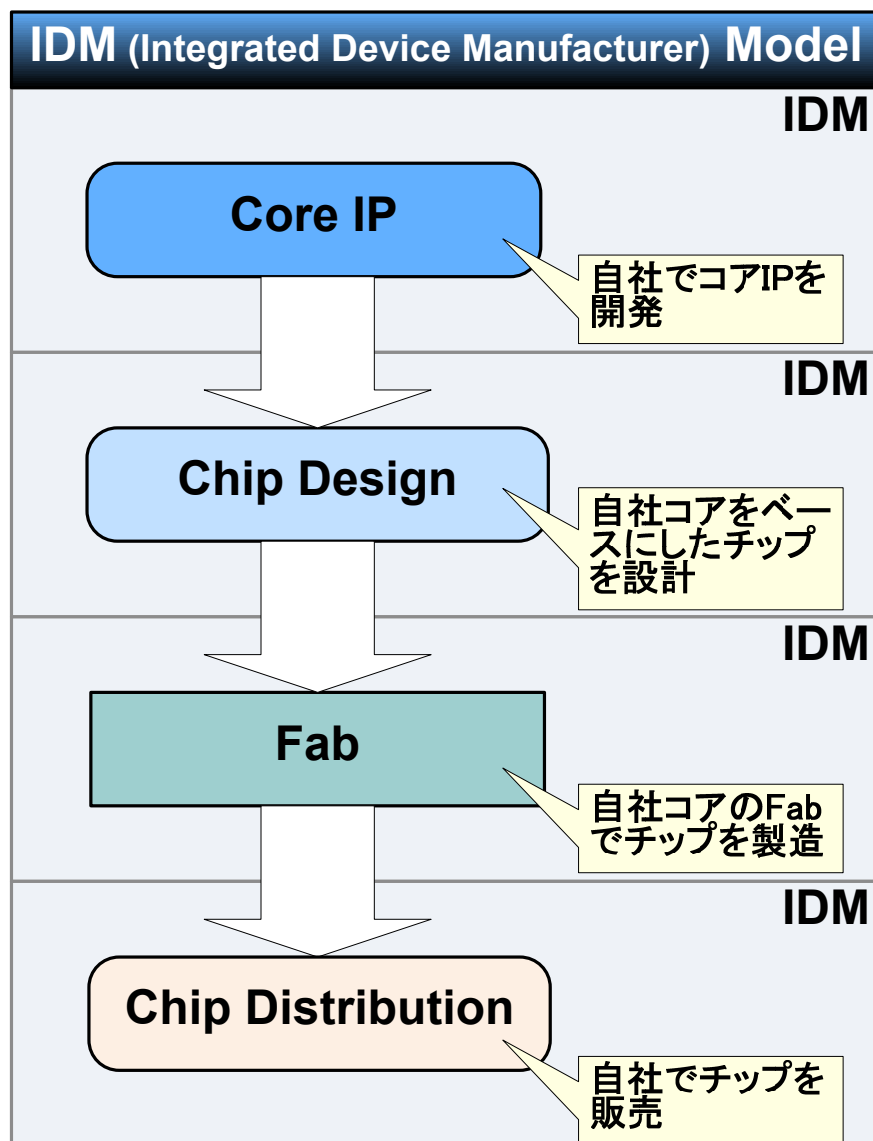 IDM (Integrated Device Manufacturer) Model
IDM
Core IP
自社でコアIPを
開発
IDM
Chip Design
自社コアをベー
スにしたチップ
を設計
IDM
Fab
自社コアのFab
でチップを製造
IDM
Chip Distribution
自社でチップを
販売